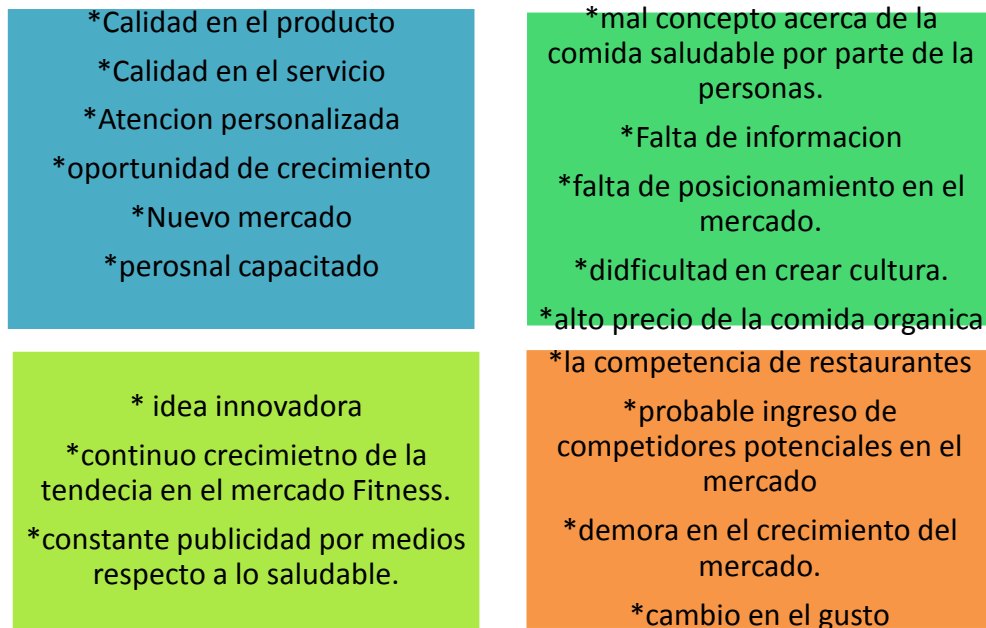 *Calidad en el producto
*Calidad en el servicio
*Atencion personalizada
*oportunidad de crecimiento
*Nuevo mercado
*perosnal capacitado
*mal concepto acerca de la
comida saludable por parte de la
personas.
*Falta de informacion
*falta de posicionamiento en el
mercado.
*didficultad en crear cultura.
*alto precio de la comida organica
* idea innovadora
*continuo crecimietno de la
tendecia en el mercado Fitness.
*constante publicidad por medios
respecto a lo saludable.
*la competencia de restaurantes
*probable ingreso de
competidores potenciales en el
mercado
*demora en el crecimiento del
mercado.
*cambio en el gusto